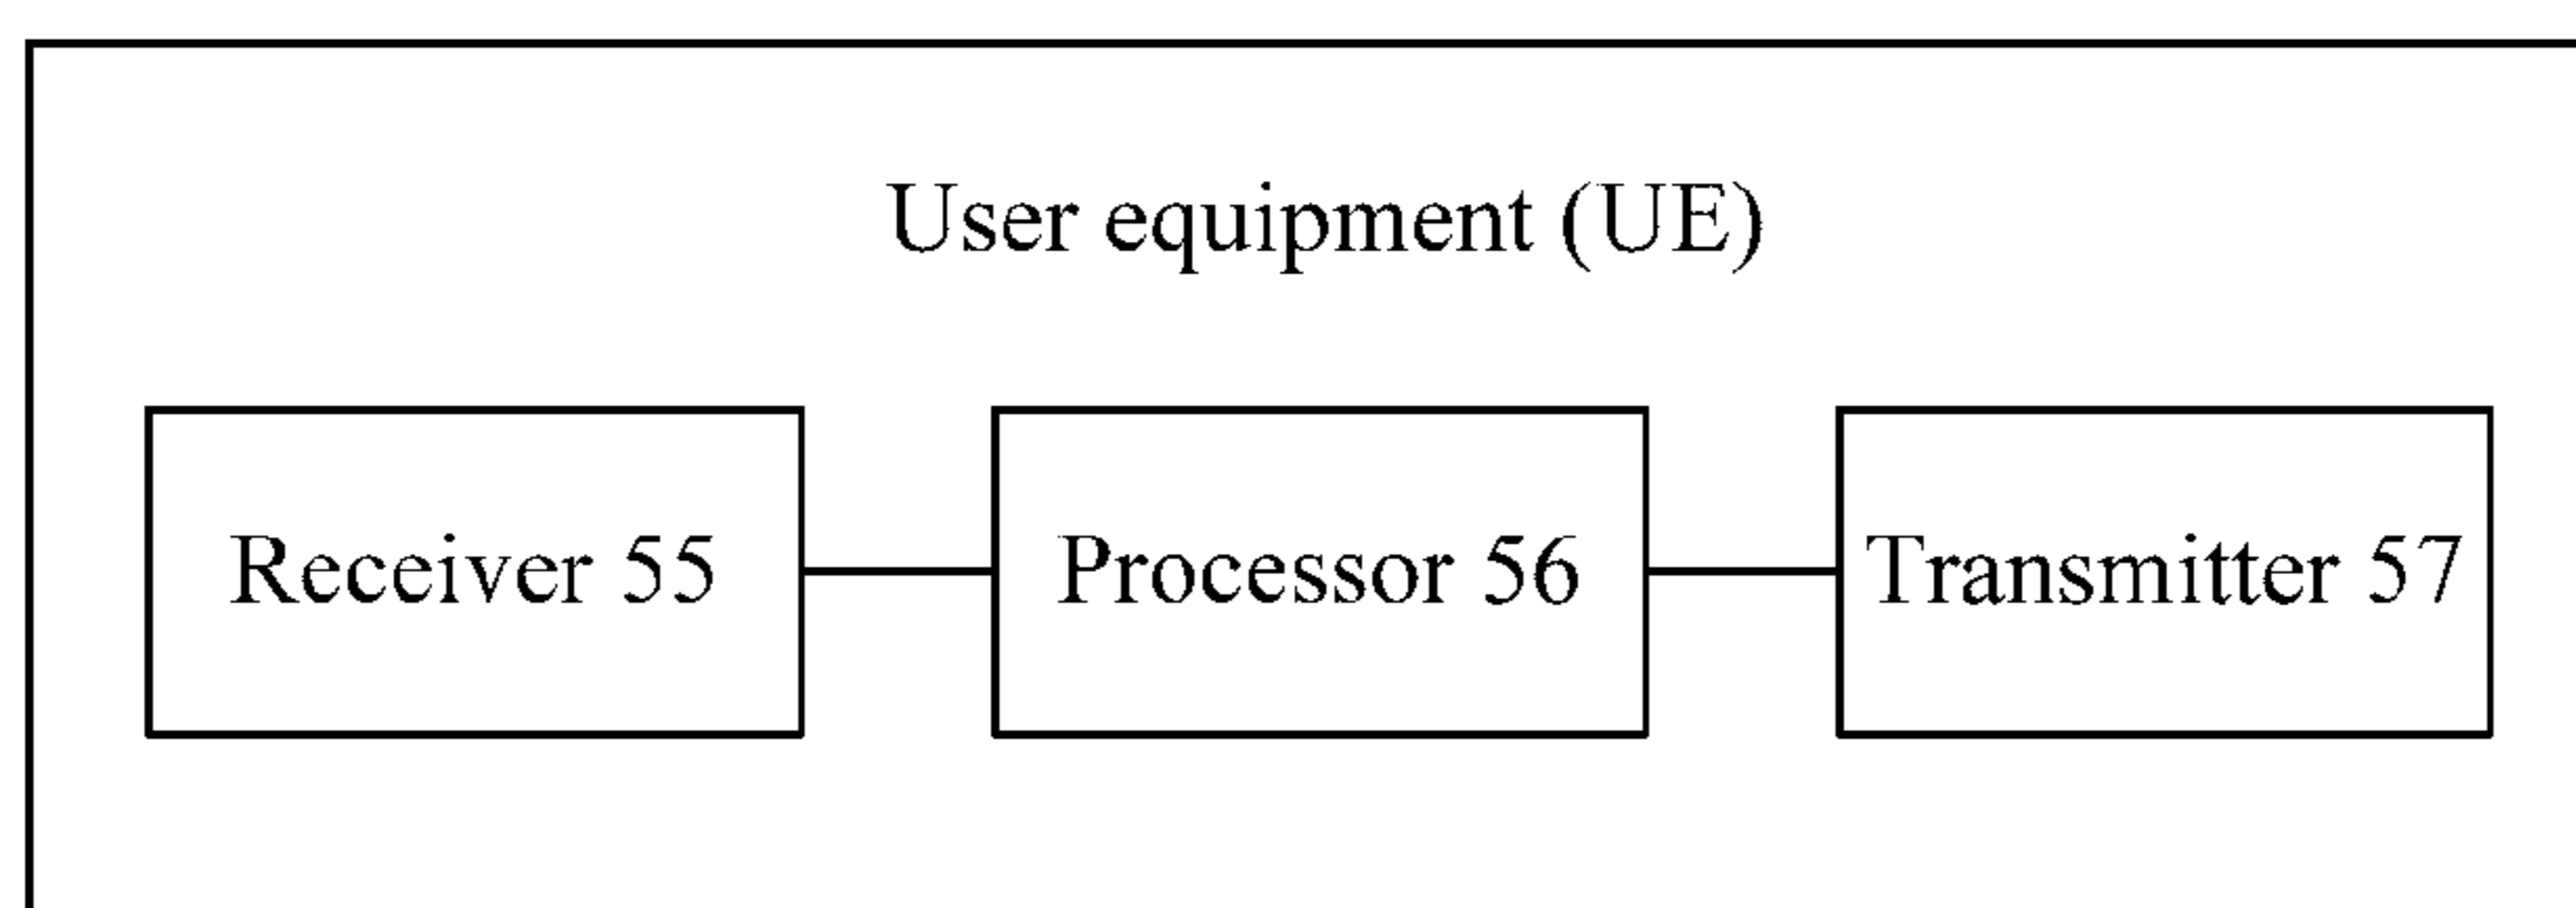 User equipment (UE)
Receiver 55
Processor 56
Transmitter 57